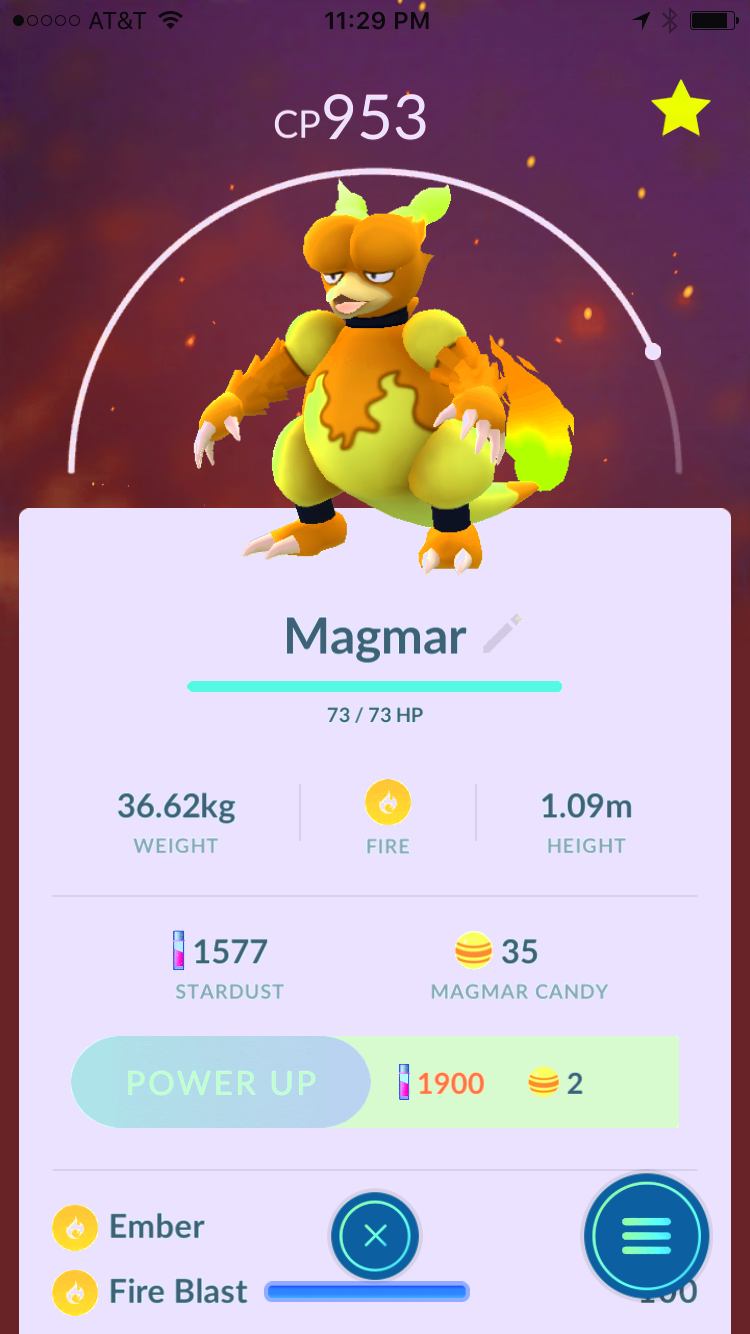 AT&T 11:29 PM
CP953
Magmar
73 / 73 HP
36.62kg FIRE 1.09m
WEIGHT HEIGHT
1577 35
STARDUST MAGMAR CANDY
POWER UP 1900 2
Ember
Fire Blast 100